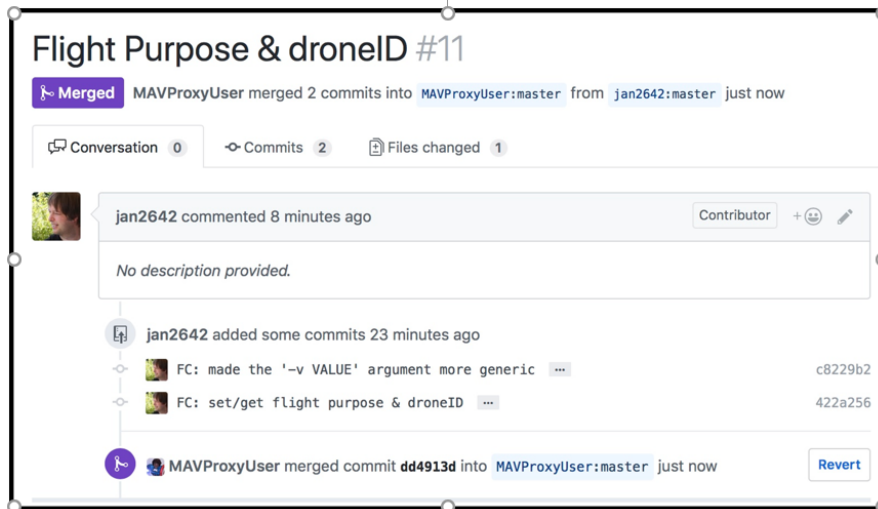 Flight Purpose & droneID #11
Merged MAVProxyUser merged 2 commits into MAVProxyUser:master from jan2642:master just now
Conversation 0 Commits 2 Files changed 1
jan2642 commented 8 minutes ago Contributor
No description provided.
jan2642 added some commits 23 minutes ago
FC: made the '-v VALUE' argument more generic ... c8229b2
FC: set/get flight purpose & droneID ... 422a256
MAVProxyUser merged commit dd4913d into MAVProxyUser:master just now Revert